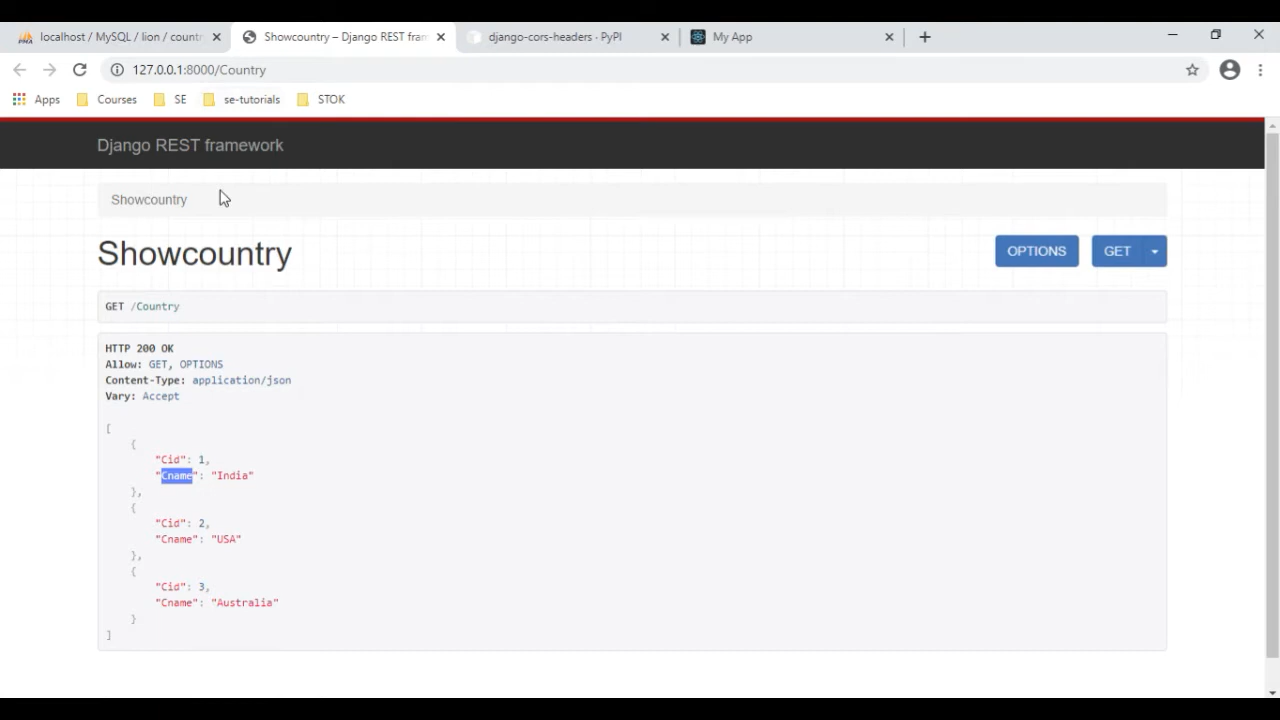 localhost / MySQL / lion / countr
Showcountry – Django REST fram
django-cors-headers · PyPI
My App
127.0.0.1:8000/Country
Apps
Courses
SE
se-tutorials
STOK
Django REST framework
Showcountry
Showcountry
OPTIONS
GET
GET /Country
HTTP 200 OK
Allow: GET, OPTIONS
Content-Type: application/json
Vary: Accept
[
{
"Cid": 1,
"Cname": "India"
},
{
"Cid": 2,
"Cname": "USA"
},
{
"Cid": 3,
"Cname": "Australia"
}
]